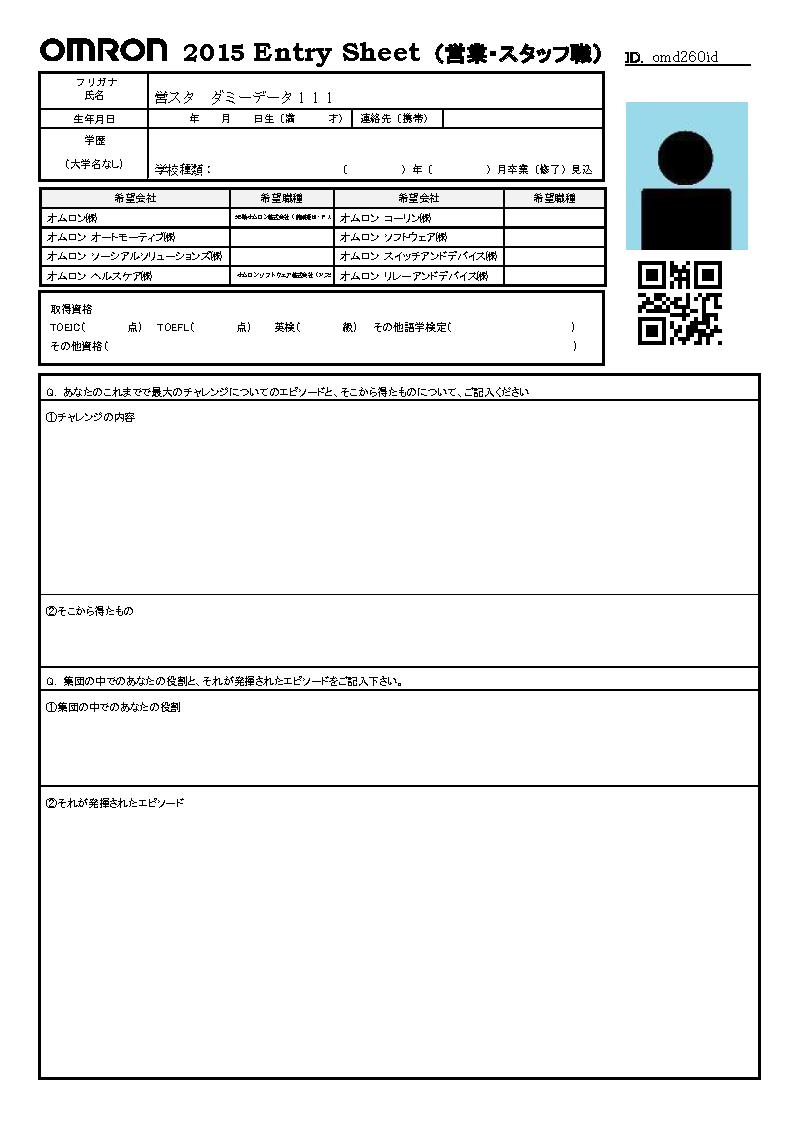 OMRON 2015 Entry Sheet（営業・スタッフ職） ID. omd260id
フリガナ
氏名 営スタ ダミーデータ１１１
生年月日 年 月 日生（満 才） 連絡先（携帯）
学歴
（大学名なし） 学校種類： （ ）年（ ）月卒業（修了）見込
希望会社 希望職種 希望会社 希望職種
オムロン㈱ オムロン コーリン㈱
オムロン オートモーティブ㈱ オムロン ソフトウェア㈱
オムロン ソーシアルソリューションズ㈱ オムロン スイッチアンドデバイス㈱
オムロン ヘルスケア㈱ オムロンソフトウェア株式会社 オムロン リレーアンドデバイス㈱
取得資格
TOEIC( 点) TOEFL( 点) 英検( 級) その他語学検定( )
その他資格( )
Q. あなたのこれまでで最大のチャレンジについてのエピソードと、そこから得たものについて、ご記入ください
①チャレンジの内容
②そこから得たもの
Q. 集団の中でのあなたの役割と、それが発揮されたエピソードをご記入下さい。
①集団の中でのあなたの役割
②それが発揮されたエピソード